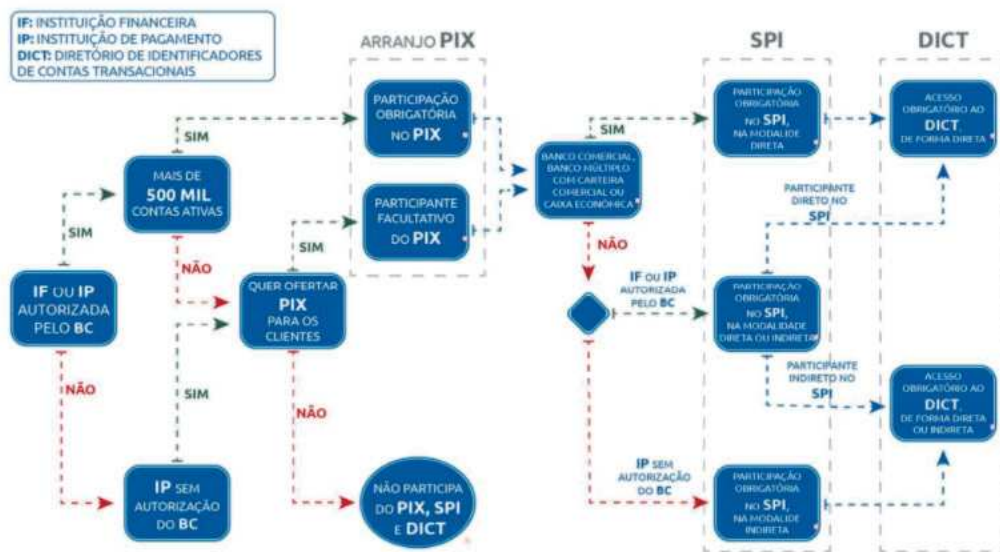 IF: INSTITUIÇÃO FINANCEIRA
IP: INSTITUIÇÃO DE PAGAMENTO
DICT: DIRETÓRIO DE IDENTIFICADORES
DE CONTAS TRANSACIONAIS
ARRANJO PIX
SPI
DICT
PARTICIPAÇÃO
OBRIGATÓRIA
NO PIX
PARTICIPAÇÃO
OBRIGATÓRIA
NO SPI,
NA MODALIDE
DIRETA
ACESSO
OBRIGATÓRIO AO
DICT,
DE FORMA DIRETA
SIM
SIM
MAIS DE
500 MIL
CONTAS ATIVAS
BANCO COMERCIAL,
BANCO MÚLTIPLO
COM CARTEIRA
COMERCIAL OU
CAIXA ECONÔMICA
PARTICIPANTE
FACULTATIVO
DO PIX
PARTICIPANTE
DIRETO NO
SPI
SIM
SIM
NÃO
NÃO
IF OU IP
AUTORIZADA
PELO BC
QUER OFERTAR
PIX
PARA OS
CLIENTES
IF OU IP
AUTORIZADA
PELO BC
PARTICIPAÇÃO
OBRIGATÓRIA
NO SPI,
NA MODALIDADE
DIRETA OU INDIRETA
PARTICIPANTE
INDIRETO NO
SPI
ACESSO
OBRIGATÓRIO AO
DICT,
DE FORMA DIRETA
OU INDIRETA
NÃO
SIM
NÃO
IP SEM
AUTORIZAÇÃO
DO BC
NÃO PARTICIPA
DO PIX, SPI
E DICT
IP SEM
AUTORIZAÇÃO
DO BC
PARTICIPAÇÃO
OBRIGATÓRIA
NO SPI,
NA MODALIDE
INDIRETA